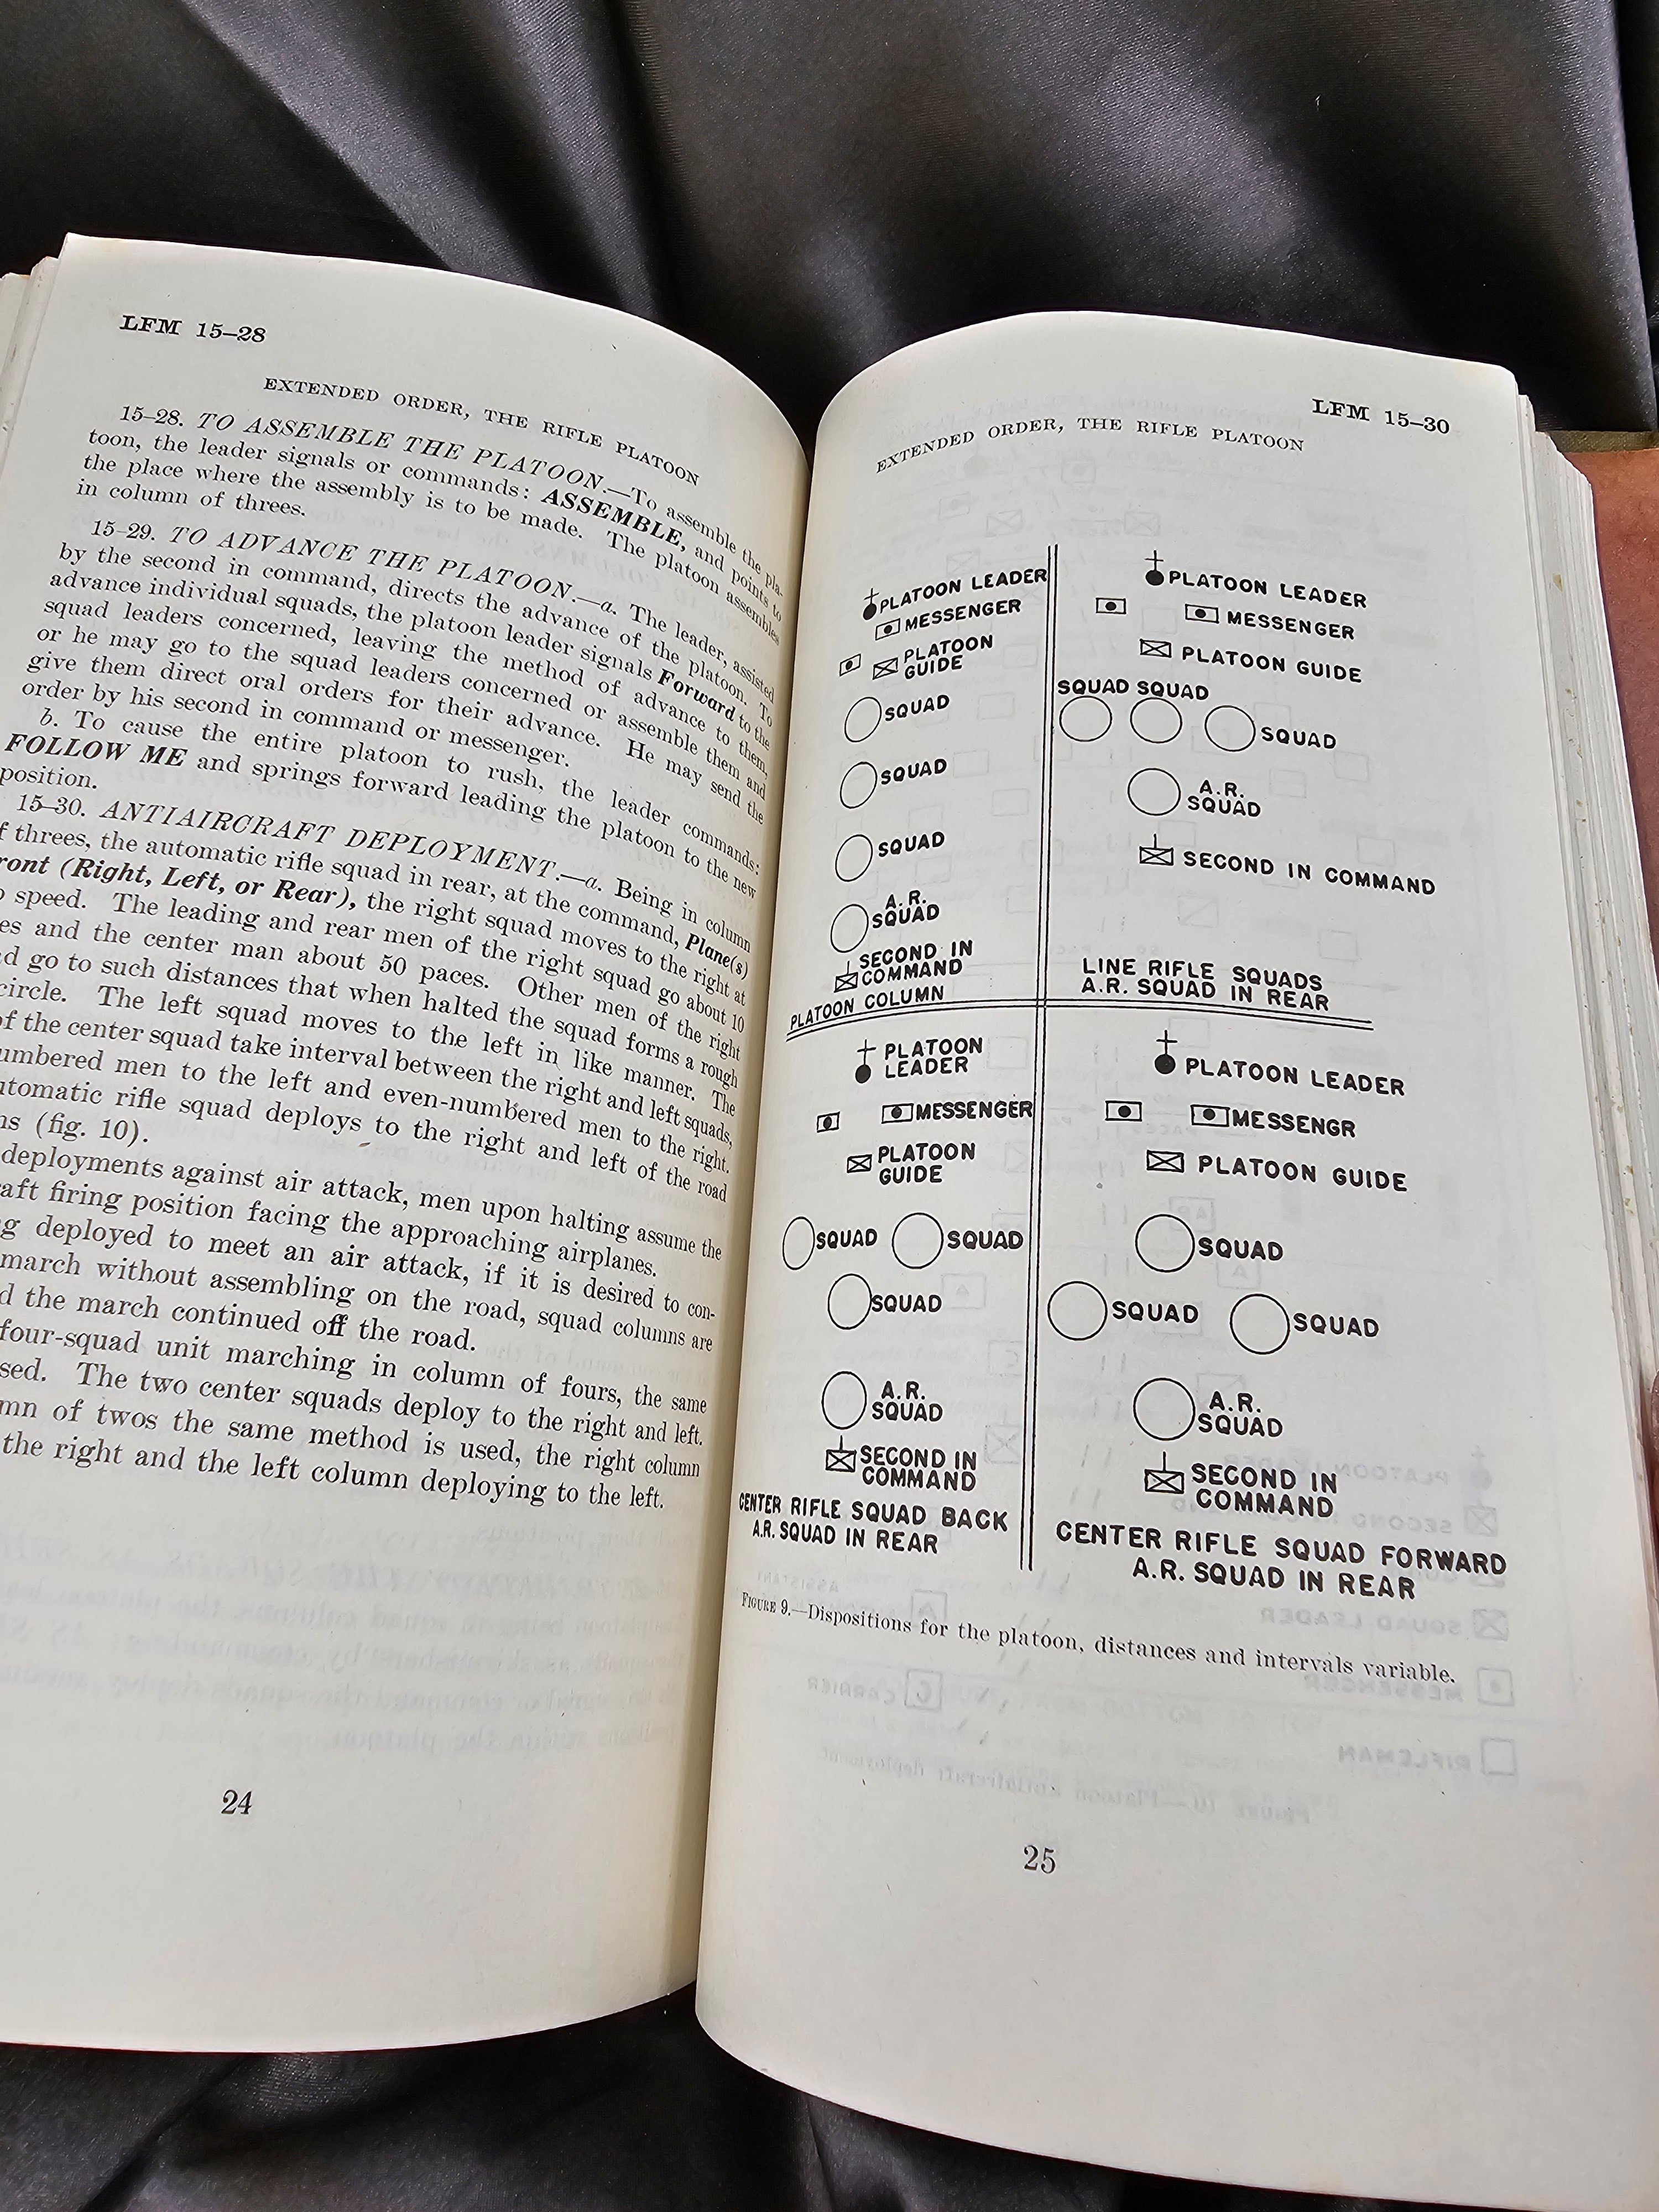 LFM 15–28
EXTENDED ORDER, THE RIFLE PLATOON
15–28. TO ASSEMBLE THE PLATOON.—To assemble the pla-
toon, the leader signals or commands: ASSEMBLE, and points to
the place where the assembly is to be made. The platoon assembles
in column of threes.
15–29. TO ADVANCE THE PLATOON.—a. The leader, assisted
by the second in command, directs the advance of the platoon. To
advance individual squads, the platoon leader signals Forward to the
squad leaders concerned, leaving the method of advance to them,
or he may go to the squad leaders concerned or assemble them and
give them direct oral orders for their advance. He may send the
order by his second in command or messenger.
b. To cause the entire platoon to rush, the leader commands:
FOLLOW ME and springs forward leading the platoon to the new
position.
15–30. ANTIAIRCRAFT DEPLOYMENT.—a. Being in column
threes, the automatic rifle squad in rear, at the command, Plane(s)
(Right, Left, or Rear), the right squad moves to the right at
speed. The leading and rear men of the right squad go about 10
and the center man about 50 paces. Other men of the right
go to such distances that when halted the squad forms a rough
circle. The left squad moves to the left in like manner. The
of the center squad take interval between the right and left squads,
numbered men to the left and even-numbered men to the right.
automatic rifle squad deploys to the right and left of the road
(fig. 10).
deployments against air attack, men upon halting assume the
firing position facing the approaching airplanes.
deployed to meet an air attack, if it is desired to con-
march without assembling on the road, squad columns are
the march continued off the road.
four-squad unit marching in column of fours, the same
The two center squads deploy to the right and left.
of twos the same method is used, the right column
the right and the left column deploying to the left.
24
LFM 15–30
EXTENDED ORDER, THE RIFLE PLATOON
PLATOON LEADER
MESSENGER
PLATOON
GUIDE
SQUAD
SQUAD
SQUAD
A.R.
SQUAD
SECOND IN
COMMAND
PLATOON COLUMN
PLATOON LEADER
MESSENGER
PLATOON GUIDE
SQUAD SQUAD
SQUAD
A.R.
SQUAD
SECOND IN COMMAND
LINE RIFLE SQUADS
A.R. SQUAD IN REAR
PLATOON
LEADER
MESSENGER
PLATOON
GUIDE
SQUAD SQUAD
SQUAD
A.R.
SQUAD
SECOND IN
COMMAND
CENTER RIFLE SQUAD BACK
A.R. SQUAD IN REAR
PLATOON LEADER
MESSENGR
PLATOON GUIDE
SQUAD
SQUAD SQUAD
A.R.
SQUAD
SECOND IN
COMMAND
CENTER RIFLE SQUAD FORWARD
A.R. SQUAD IN REAR
FIGURE 9.—Dispositions for the platoon, distances and intervals variable.
25